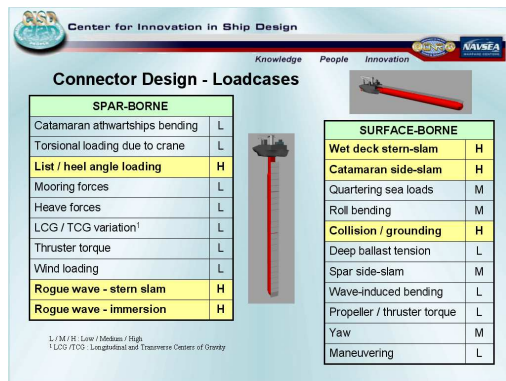 Center for Innovation in Ship Design
NAVSEA
Knowledge People Innovation
Connector Design - Loadcases
SPAR-BORNE
Catamaran athwartships bending L
Torsional loading due to crane L
List / heel angle loading H
Mooring forces L
Heave forces L
LCG / TCG variation¹ L
Thruster torque L
Wind loading L
Rogue wave - stern slam H
Rogue wave - immersion H
L / M / H : Low / Medium / High
¹ LCG /TCG : Longitudinal and Transverse Centers of Gravity
SURFACE-BORNE
Wet deck stern-slam H
Catamaran side-slam H
Quartering sea loads M
Roll bending M
Collision / grounding H
Deep ballast tension L
Spar side-slam M
Wave-induced bending L
Propeller / thruster torque L
Yaw M
Maneuvering L